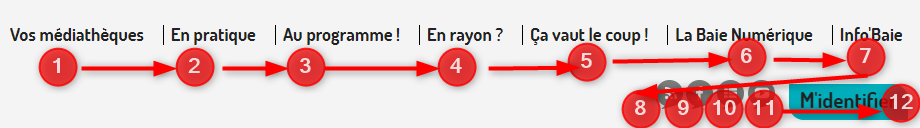 Vos médiathèques | En pratique | Au programme ! | En rayon ? | Ça vaut le coup ! | La Baie Numérique | Info'Baie
1 2 3 4 5 6 7
8 9 10 11 12
M'identifier